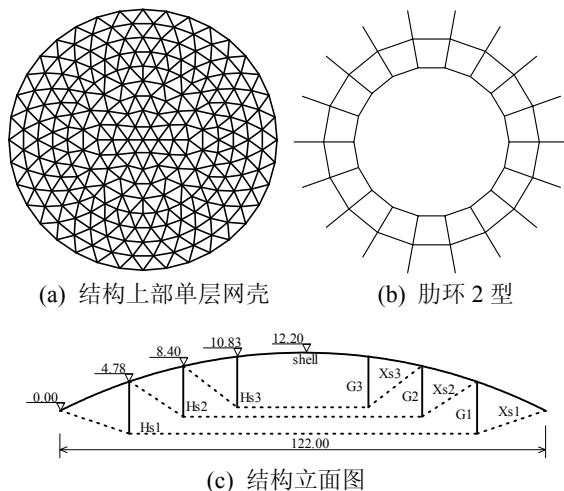 (a) 结构上部单层网壳
(b) 肋环 2 型
12.20
10.83
8.40
4.78
0.00
shell
Xs3
G3
Xs2
G2
Xs1
G1
Hs3
Hs2
Hs1
122.00
(c) 结构立面图